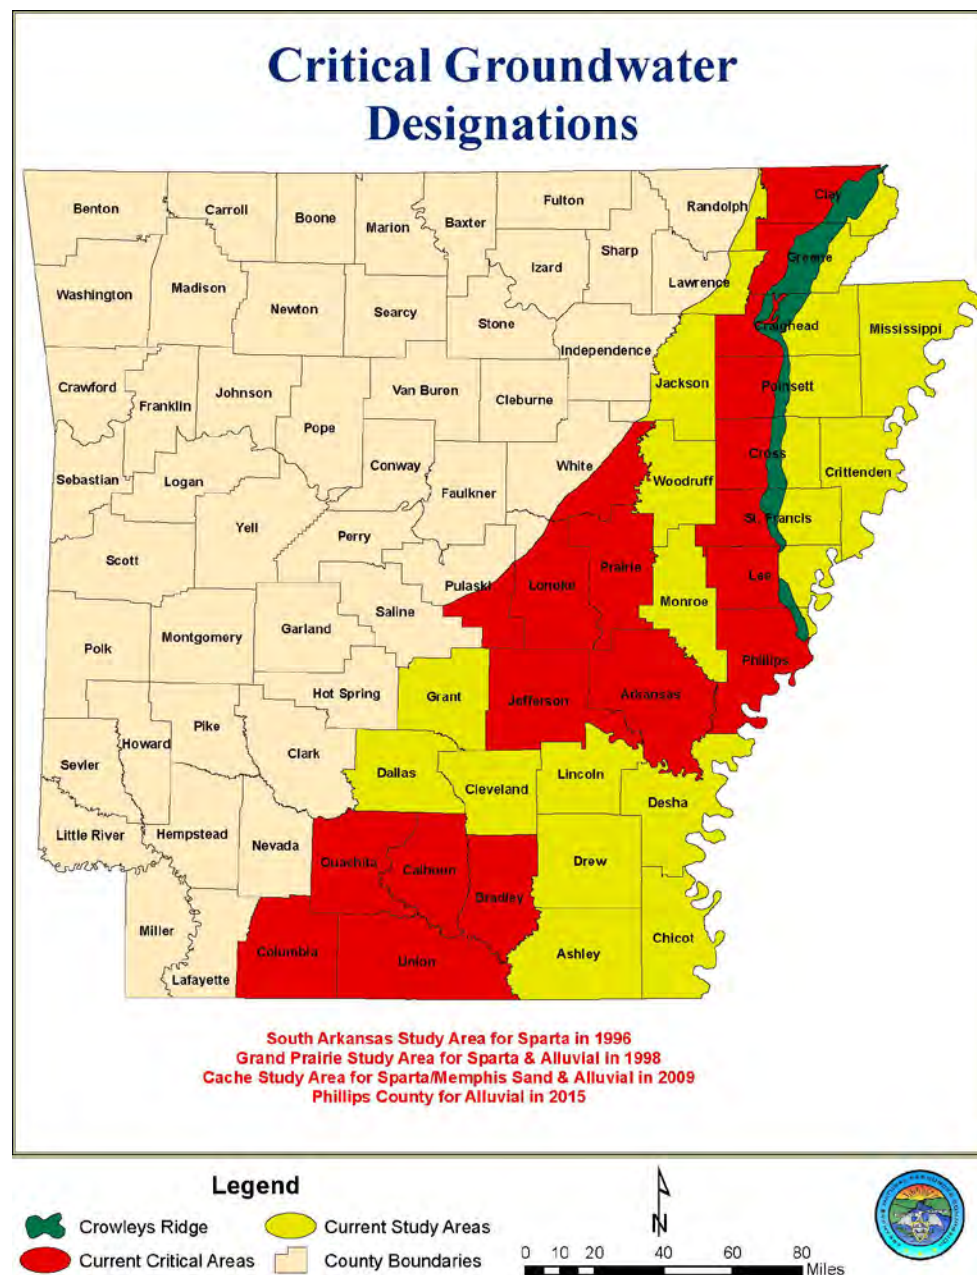 Critical Groundwater
Designations
Benton
Carroll
Boone
Marion
Baxter
Fulton
Randolph
Clay
Sharp
Izard
Greene
Lawrence
Washington
Madison
Newton
Searcy
Stone
Independence
Craighead
Mississippi
Crawford
Franklin
Johnson
Pope
Van Buren
Cleburne
Jackson
Poinsett
Sebastian
Logan
Conway
Faulkner
White
Woodruff
Cross
Crittenden
Yell
Perry
St. Francis
Scott
Pulaski
Lonoke
Prairie
Monroe
Lee
Polk
Montgomery
Garland
Saline
Hot Spring
Grant
Jefferson
Arkansas
Phillips
Howard
Pike
Clark
Dallas
Cleveland
Lincoln
Desha
Sevier
Little River
Hempstead
Nevada
Ouachita
Calhoun
Bradley
Drew
Miller
Lafayette
Columbia
Union
Ashley
Chicot
South Arkansas Study Area for Sparta in 1996
Grand Prairie Study Area for Sparta & Alluvial in 1998
Cache Study Area for Sparta/Memphis Sand & Alluvial in 2009
Phillips County for Alluvial in 2015
Legend
Crowleys Ridge
Current Study Areas
Current Critical Areas
County Boundaries
N
0 5 10 20 40 60 80
Miles